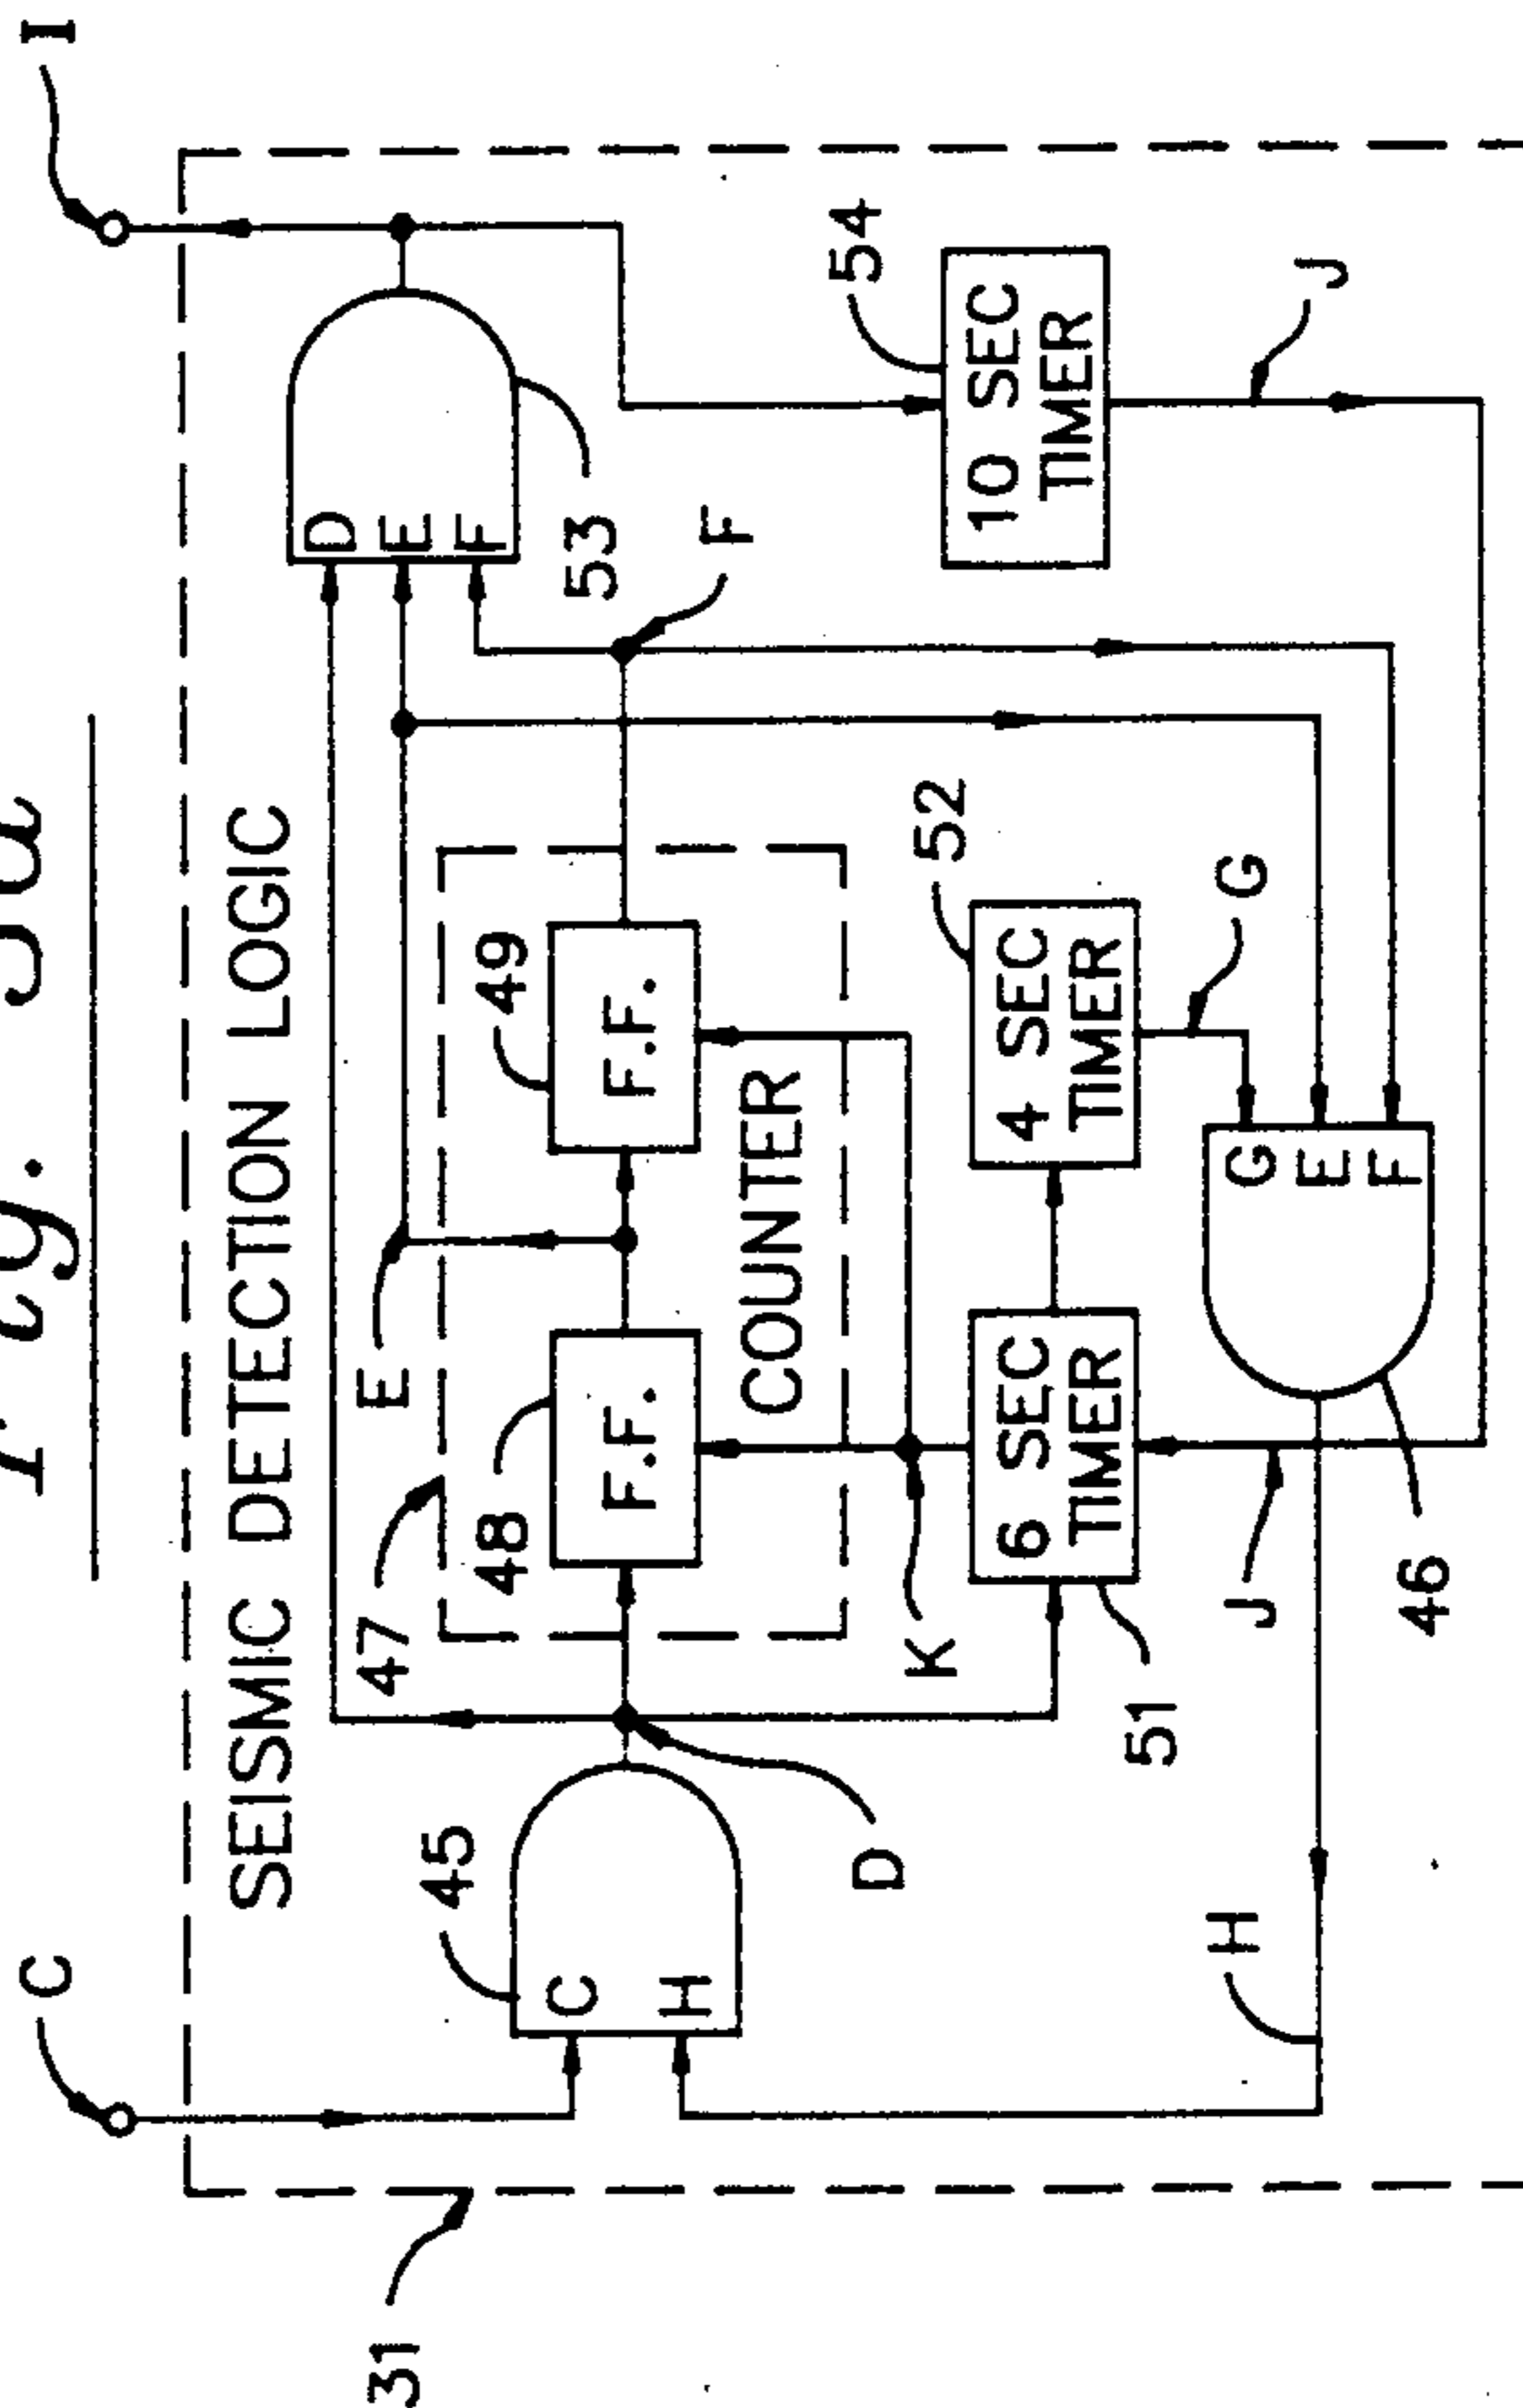 C
I
31
SEISMIC DETECTION LOGIC
45
C
H
D
47
E
48
F.F.
49
F.F.
COUNTER
K
F
D
E
F
53
51
6 SEC
TIMER
52
4 SEC
TIMER
G
54
10 SEC
TIMER
J
G
E
F
H
J
46